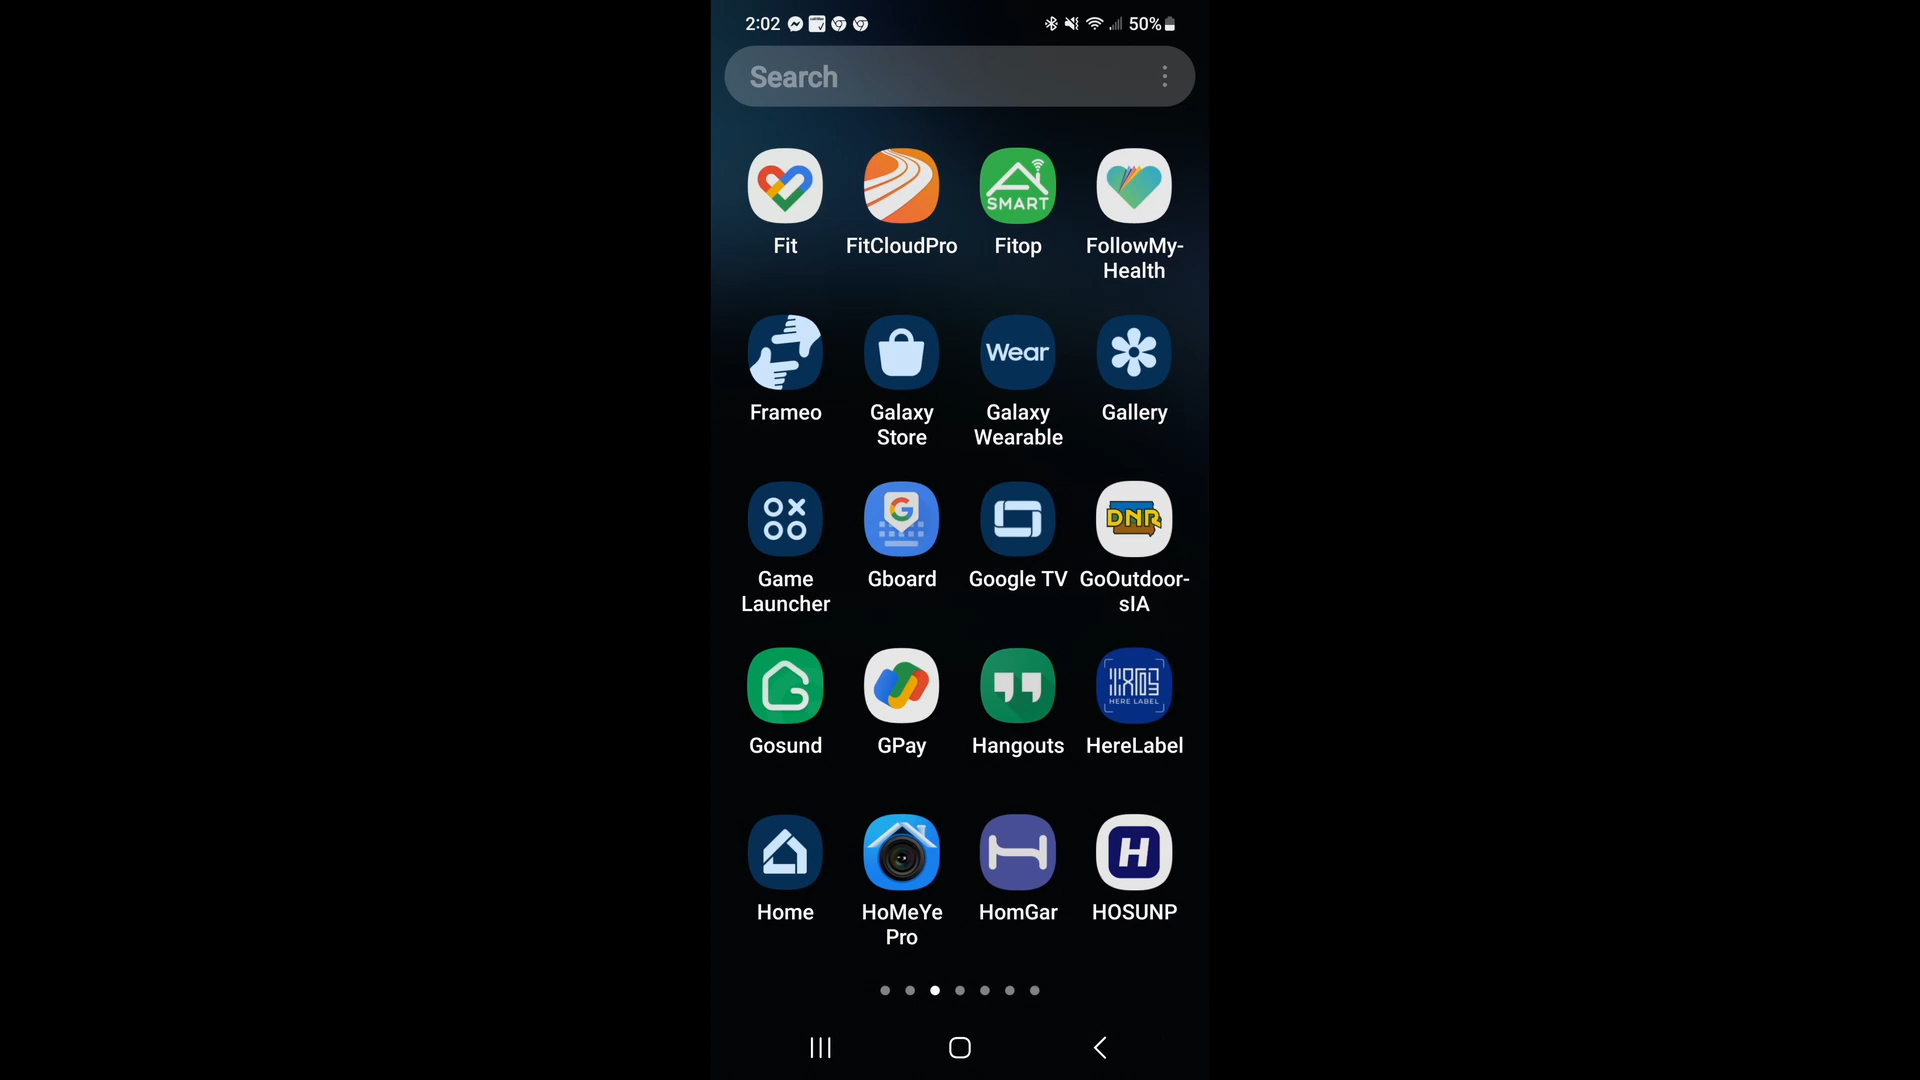 2:02 50%
Search
SMART
Fit FitCloudPro Fitop FollowMy-
Health
Wear
Frameo Galaxy Galaxy Gallery
Store Wearable
G DNR
Game Gboard Google TV GoOutdoor-
Launcher sIA
HERE LABEL
Gosund GPay Hangouts HereLabel
H
Home HoMeYe HomGar HOSUNP
Pro